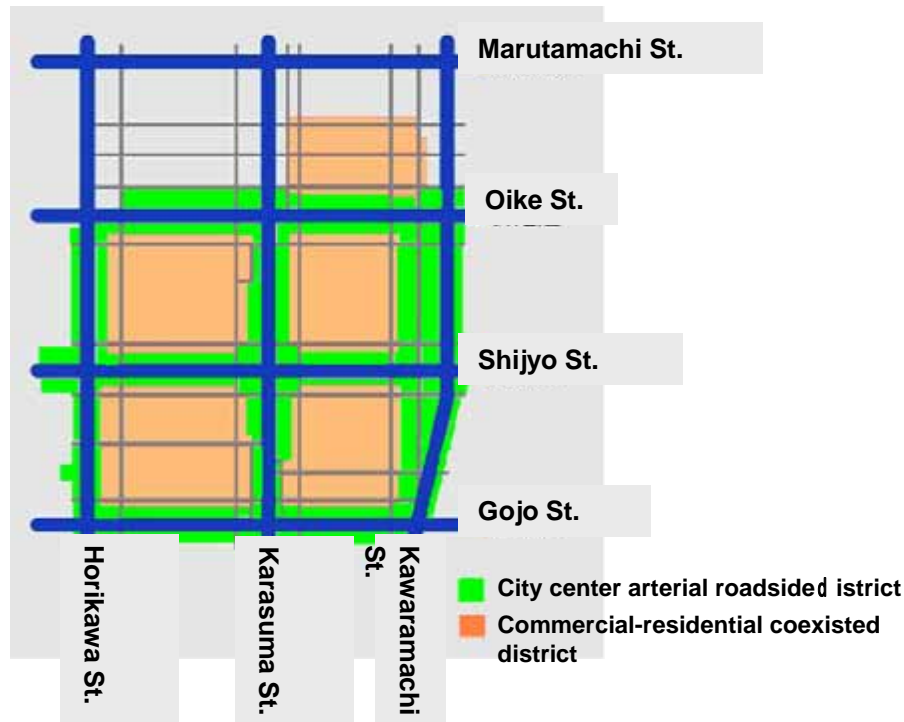 Marutamachi St.
Oike St.
Shijyo St.
Gojo St.
Horikawa St.
Karasuma St.
Kawaramachi
St.
City center arterial roadsided istrict
Commercial-residential coexisted
district